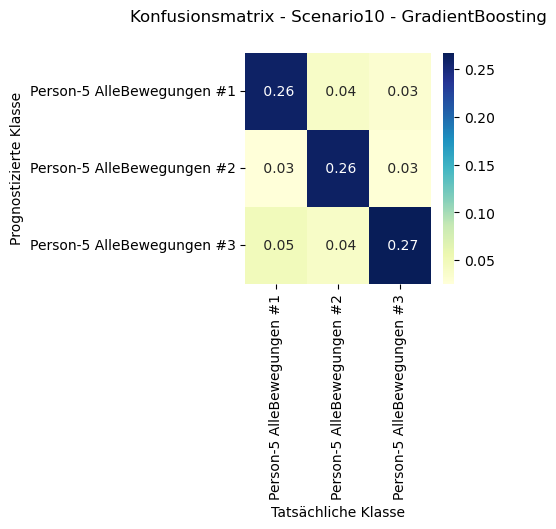 Konfusionsmatrix - Scenario10 - GradientBoosting
Prognostizierte Klasse
Person-5 AlleBewegungen #1
0.26 0.04 0.03
Person-5 AlleBewegungen #2
0.03 0.26 0.03
Person-5 AlleBewegungen #3
0.05 0.04 0.27
Person-5 AlleBewegungen #1
Person-5 AlleBewegungen #2
Person-5 AlleBewegungen #3
Tatsächliche Klasse
0.25
0.20
0.15
0.10
0.05